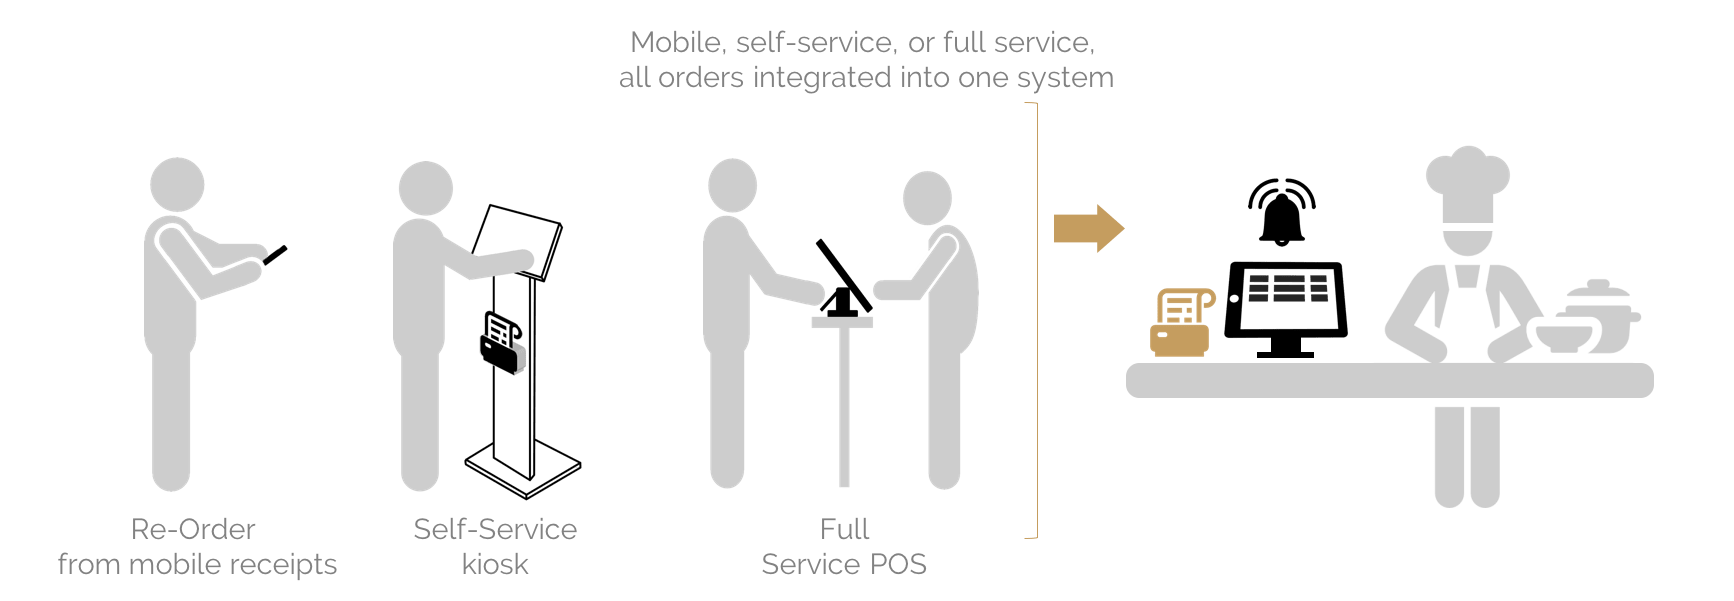 Mobile, self-service, or full service,
all orders integrated into one system
Re-Order
from mobile receipts
Self-Service
kiosk
Full
Service POS